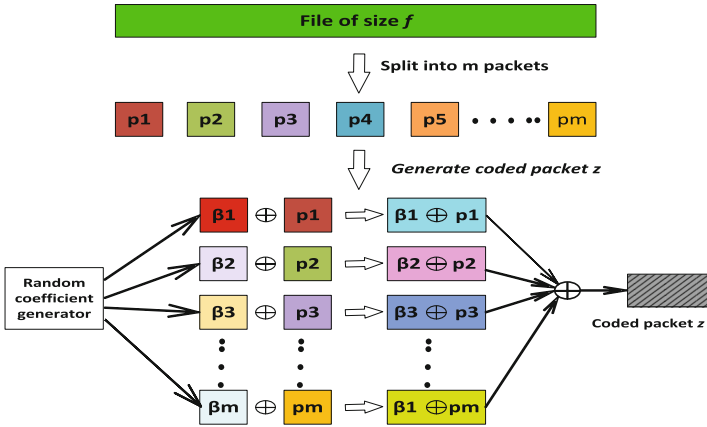 File of size f
Split into m packets
p1 p2 p3 p4 p5 pm
Generate coded packet z
β1 ⊕ p1 β1 ⊕ p1
β2 ⊕ p2 β2 ⊕ p2
Random
coefficient
generator
β3 ⊕ p3 β3 ⊕ p3
⊕
Coded packet z
βm ⊕ pm β1 ⊕pm